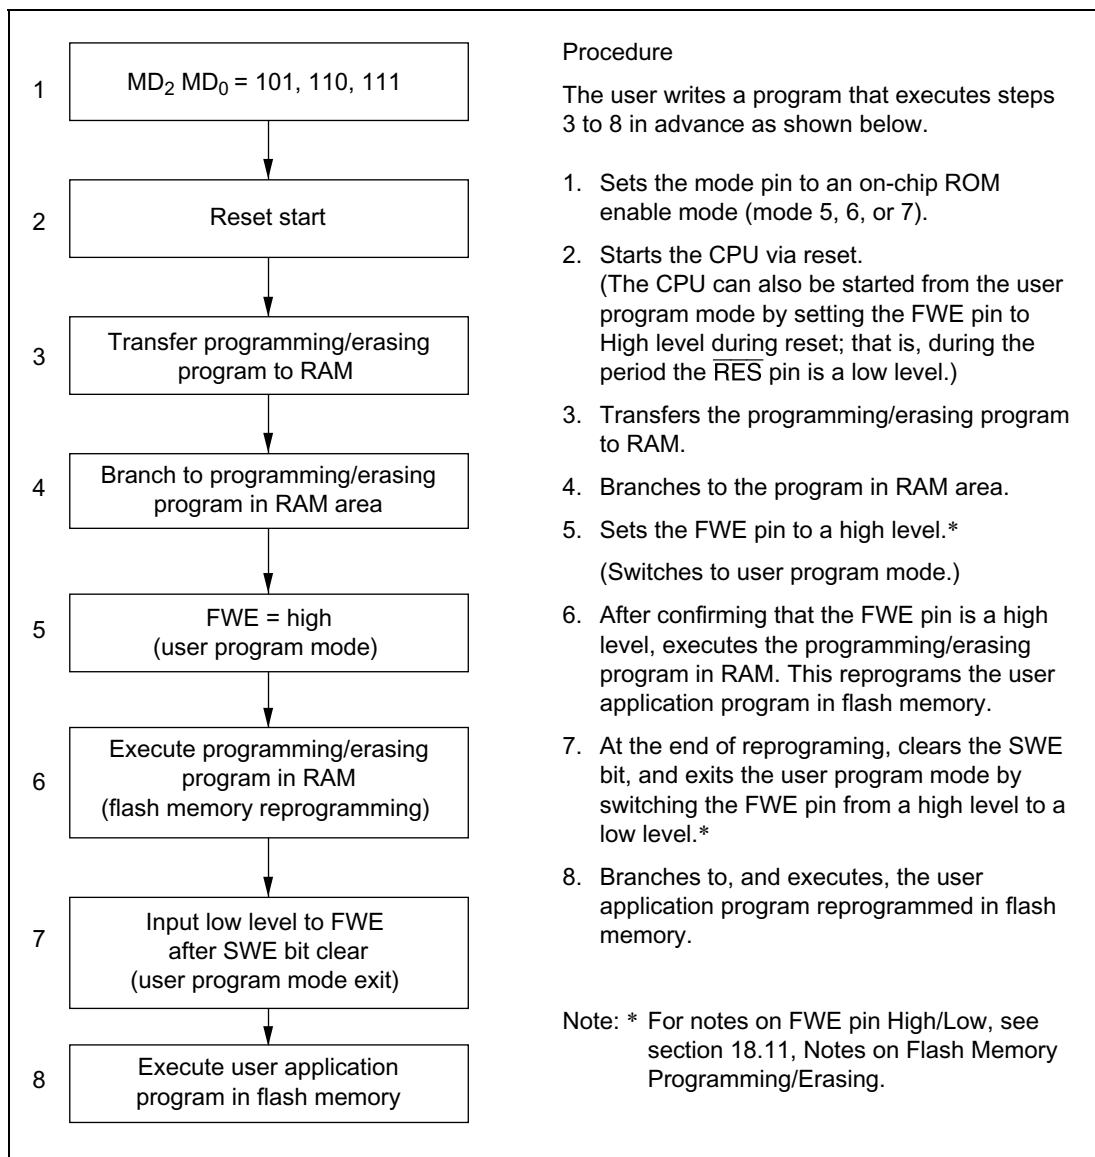 1
MD2 MD0 = 101, 110, 111
2
Reset start
3
Transfer programming/erasing
program to RAM
4
Branch to programming/erasing
program in RAM area
5
FWE = high
(user program mode)
6
Execute programming/erasing
program in RAM
(flash memory reprogramming)
7
Input low level to FWE
after SWE bit clear
(user program mode exit)
8
Execute user application
program in flash memory
Procedure
The user writes a program that executes steps
3 to 8 in advance as shown below.
1. Sets the mode pin to an on-chip ROM
enable mode (mode 5, 6, or 7).
2. Starts the CPU via reset.
(The CPU can also be started from the user
program mode by setting the FWE pin to
High level during reset; that is, during the
period the R̅E̅S̅ pin is a low level.)
3. Transfers the programming/erasing program
to RAM.
4. Branches to the program in RAM area.
5. Sets the FWE pin to a high level.*
(Switches to user program mode.)
6. After confirming that the FWE pin is a high
level, executes the programming/erasing
program in RAM. This reprograms the user
application program in flash memory.
7. At the end of reprograming, clears the SWE
bit, and exits the user program mode by
switching the FWE pin from a high level to a
low level.*
8. Branches to, and executes, the user
application program reprogrammed in flash
memory.
Note: * For notes on FWE pin High/Low, see
section 18.11, Notes on Flash Memory
Programming/Erasing.